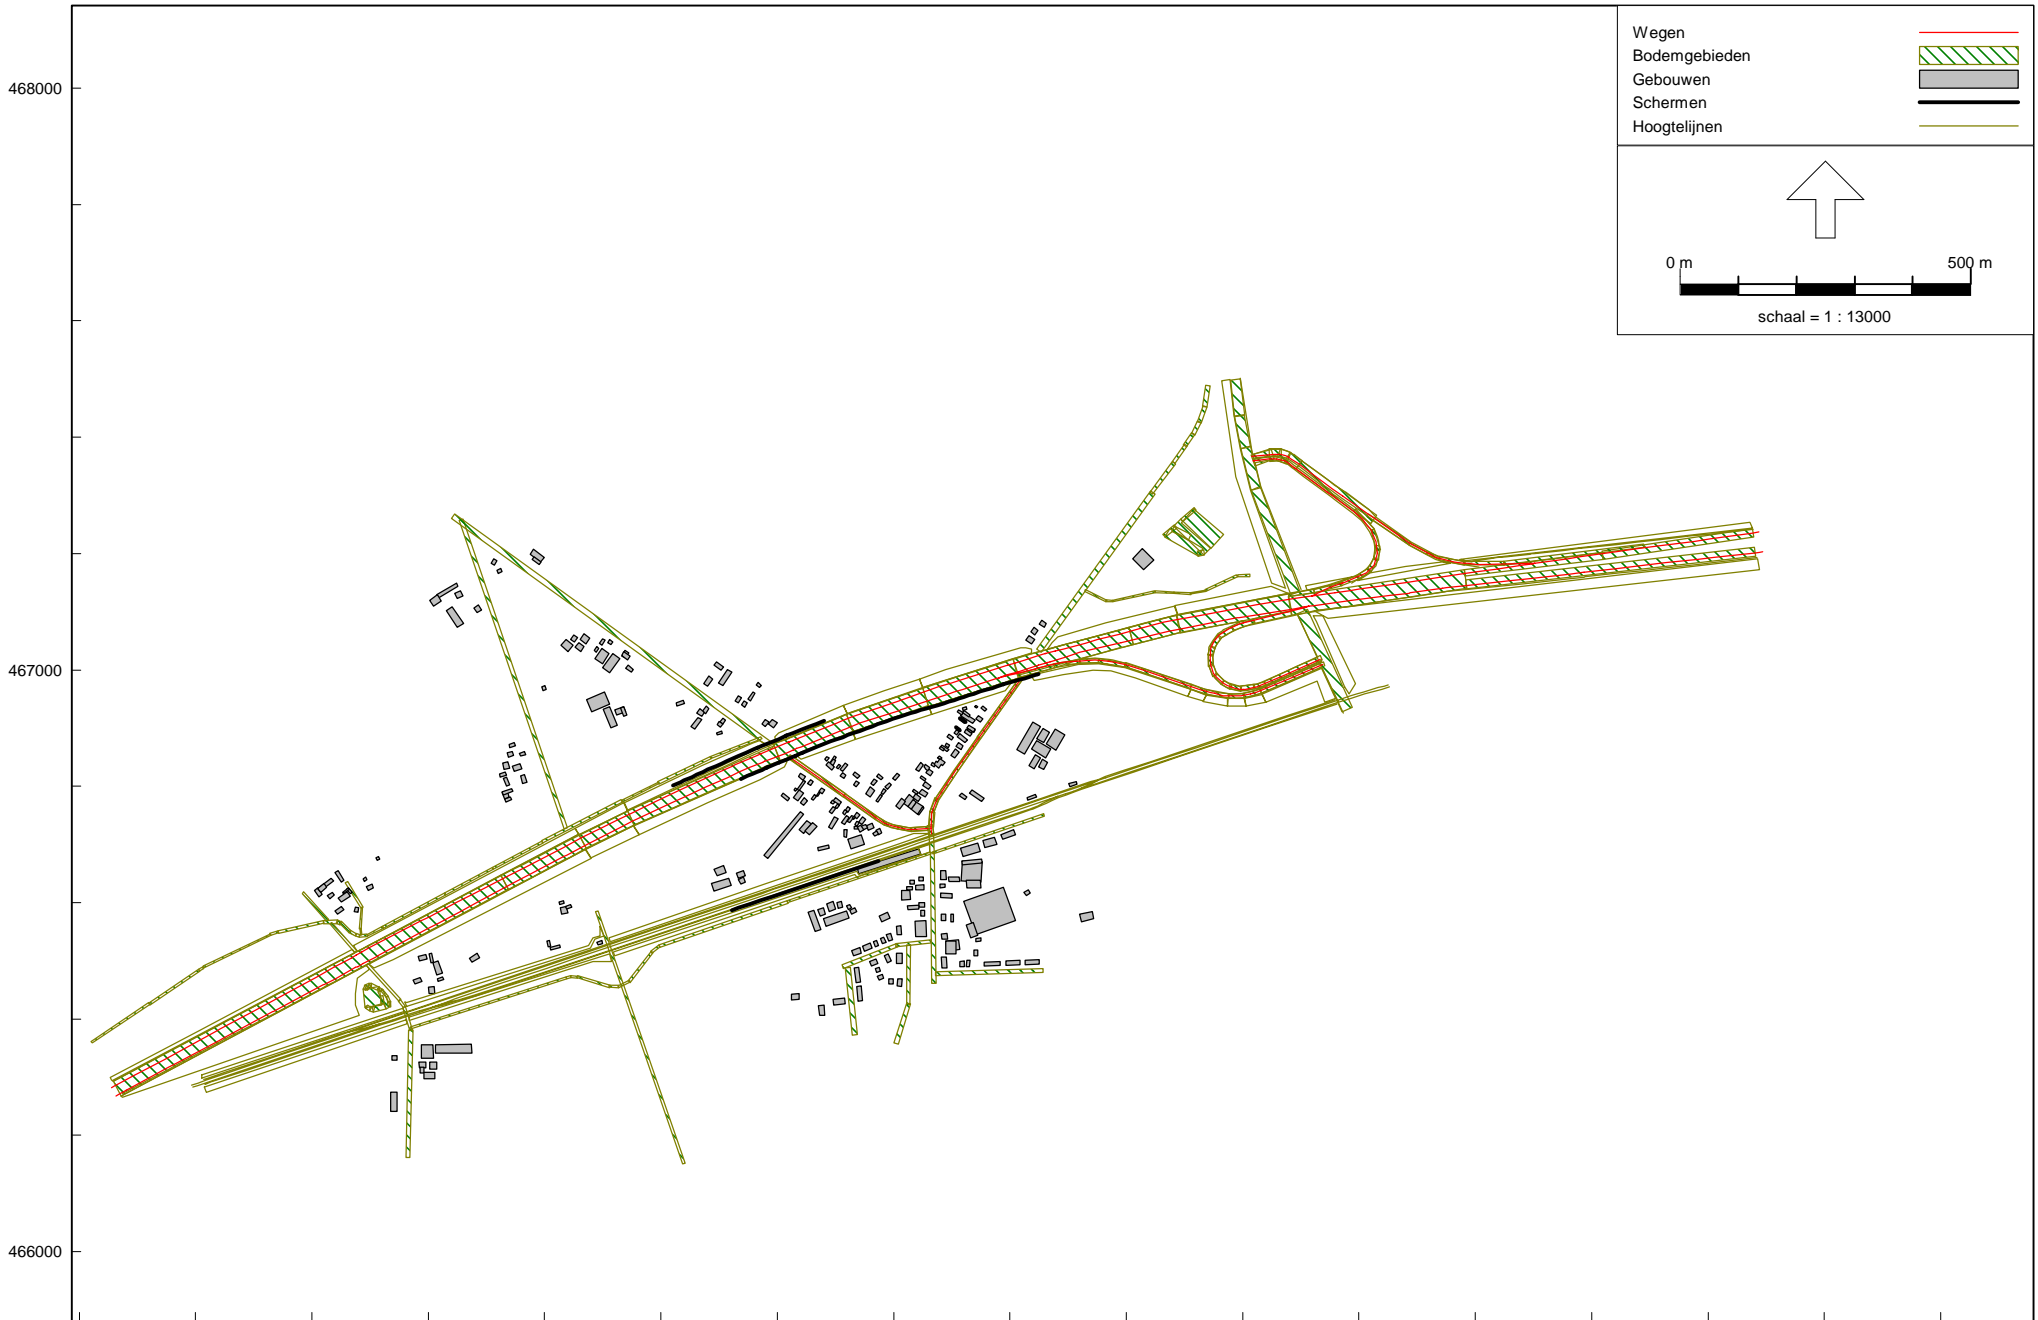 Wegen
Bodemgebieden
Gebouwen
Schermen
Hoogtelijnen
0 m 500 m
schaal = 1 : 13000
468000
467000
466000